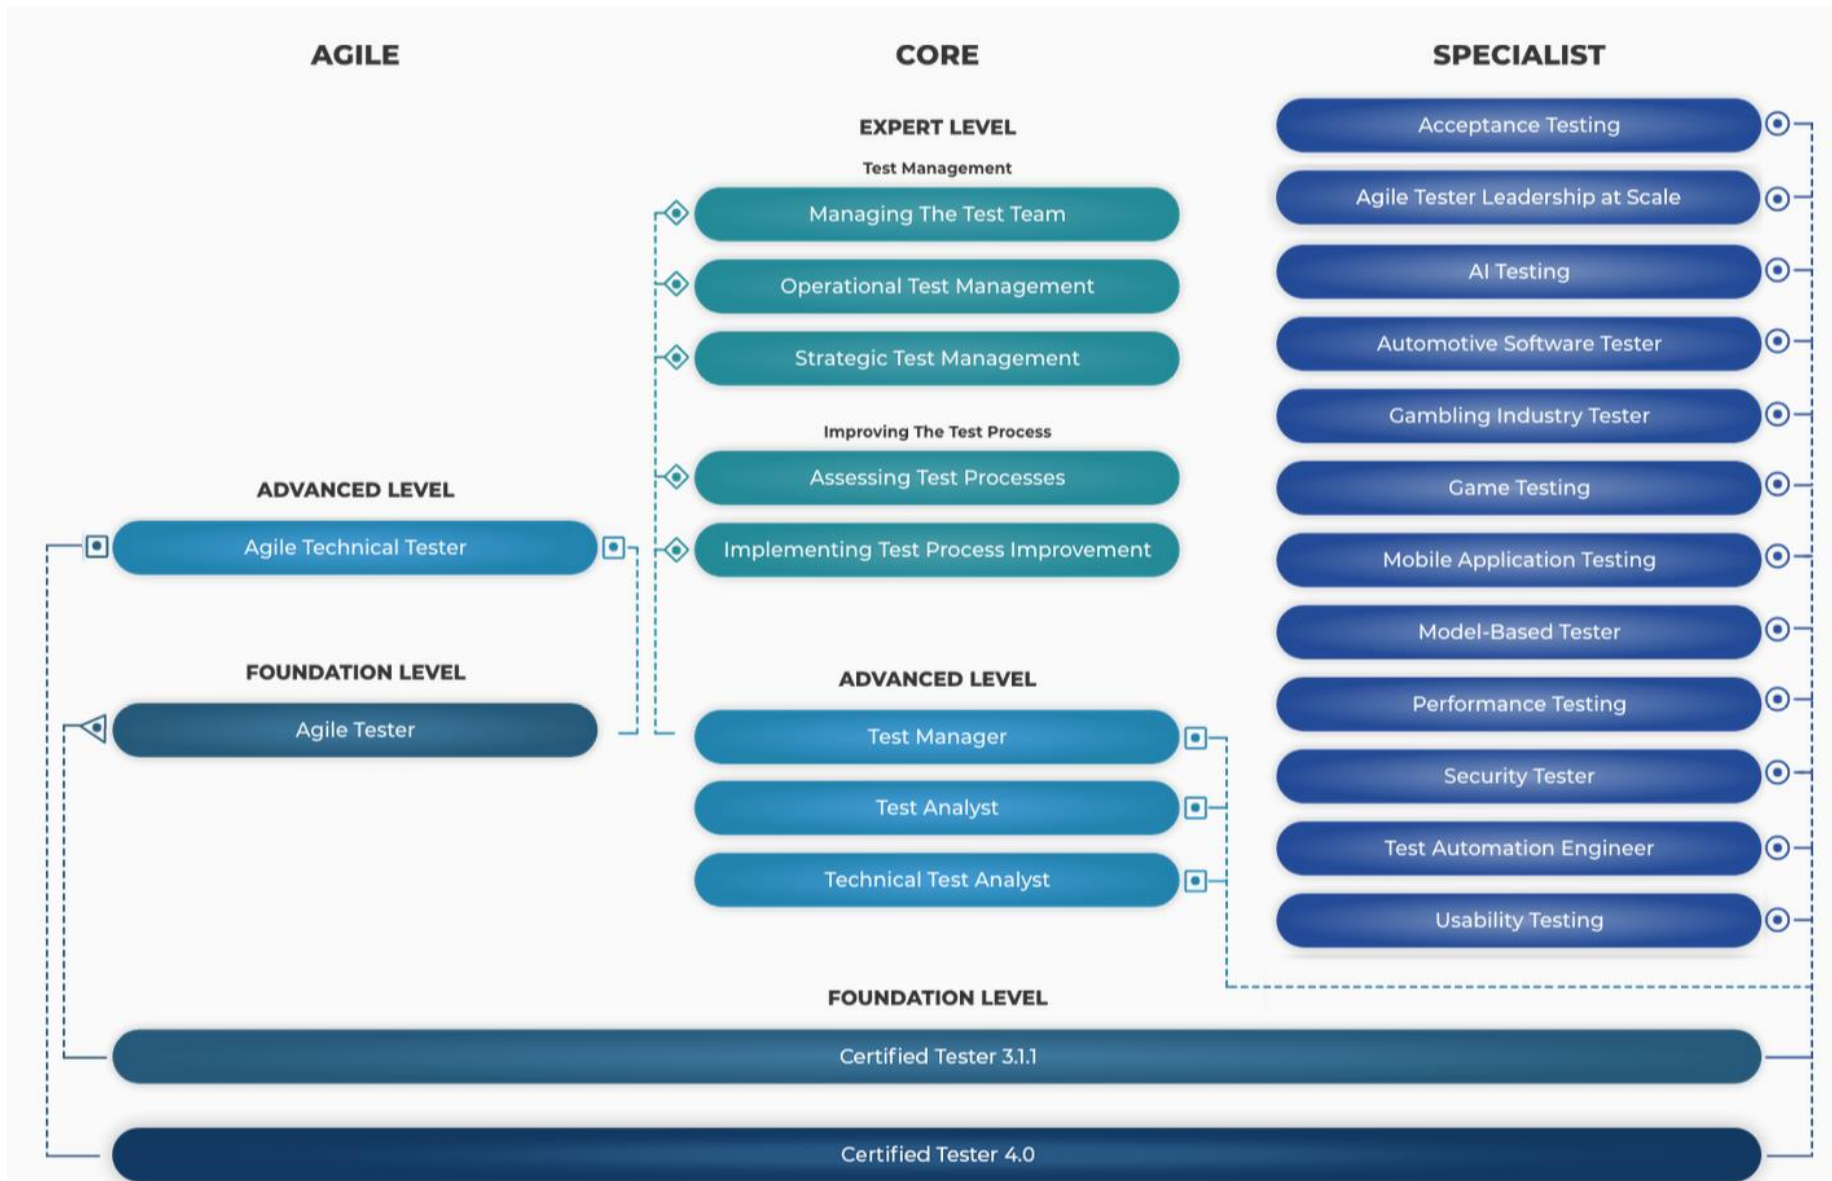 AGILE
ADVANCED LEVEL
Agile Technical Tester
FOUNDATION LEVEL
Agile Tester
CORE
EXPERT LEVEL
Test Management
Managing The Test Team
Operational Test Management
Strategic Test Management
Improving The Test Process
Assessing Test Processes
Implementing Test Process Improvement
ADVANCED LEVEL
Test Manager
Test Analyst
Technical Test Analyst
SPECIALIST
Acceptance Testing
Agile Tester Leadership at Scale
AI Testing
Automotive Software Tester
Gambling Industry Tester
Game Testing
Mobile Application Testing
Model-Based Tester
Performance Testing
Security Tester
Test Automation Engineer
Usability Testing
FOUNDATION LEVEL
Certified Tester 3.1.1
Certified Tester 4.0